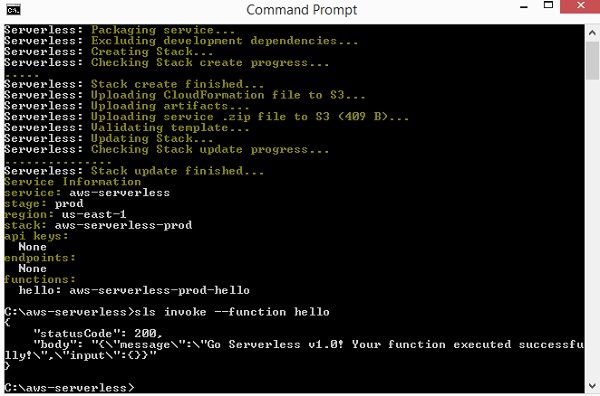 Command Prompt
Serverless: Packaging service...
Serverless: Excluding development dependencies...
Serverless: Creating Stack...
Serverless: Checking Stack create progress...
.....
Serverless: Stack create finished...
Serverless: Uploading CloudFormation file to S3...
Serverless: Uploading artifacts...
Serverless: Uploading service .zip file to S3 (409 B)...
Serverless: Validating template...
Serverless: Updating Stack...
Serverless: Checking Stack update progress...
...............
Serverless: Stack update finished...
Service Information
service: aws-serverless
stage: prod
region: us-east-1
stack: aws-serverless-prod
api keys:
  None
endpoints:
  None
functions:
  hello: aws-serverless-prod-hello

C:\aws-serverless>sls invoke --function hello
{
    "statusCode": 200,
    "body": "{\"message\":\"Go Serverless v1.0! Your function executed successfu
lly!\",\"input\":{}}"
}

C:\aws-serverless>